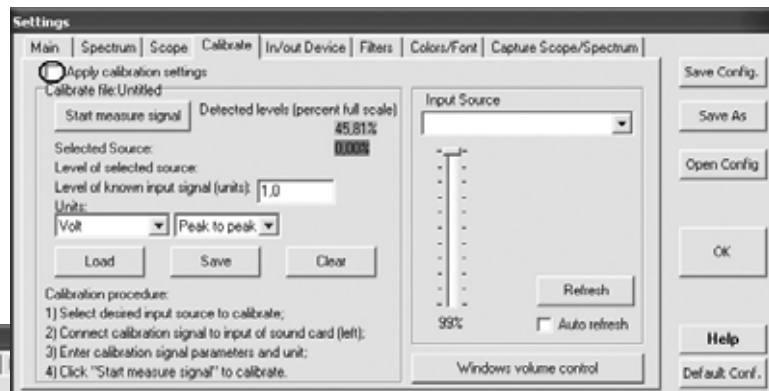 Settings
Main Spectrum Scope Calibrate In/out Device Filters Colors/Font Capture Scope/Spectrum
Apply calibration settings
Calibrate file:Untitled
Start measure signal
Detected levels (percent full scale)
45,81%
Selected Source:
0,00%
Level of selected source:
Level of known input signal (units):
1,0
Units:
Volt
Peak to peak
Load
Save
Clear
Calibration procedure:
1) Select desired input source to calibrate;
2) Connect calibration signal to input of sound card (left);
3) Enter calibration signal parameters and unit;
4) Click "Start measure signal" to calibrate.
Input Source
99%
Refresh
Auto refresh
Windows volume control
Save Config.
Save As
Open Config
OK
Help
Default Conf.